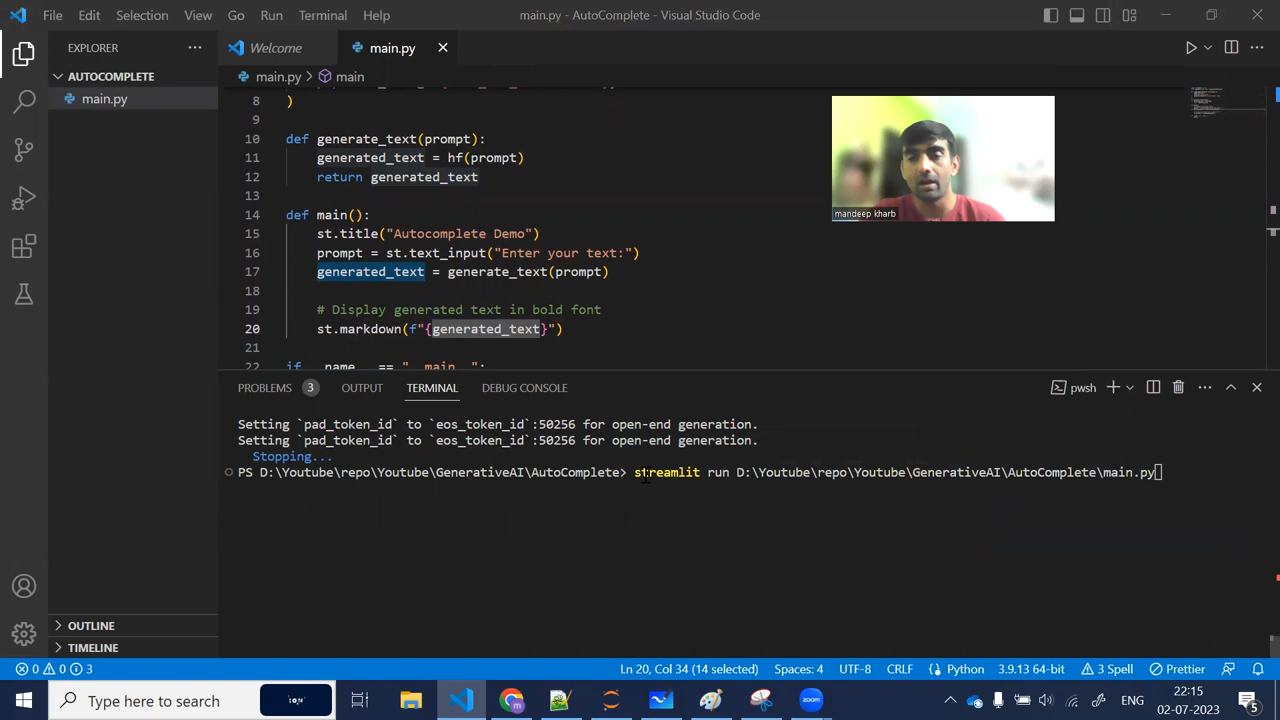 File Edit Selection View Go Run Terminal Help main.py - AutoComplete - Visual Studio Code
EXPLORER
Welcome main.py
AUTOCOMPLETE
main.py > main
main.py
8 )
9
10 def generate_text(prompt):
11 generated_text = hf(prompt)
12 return generated_text
13
14 def main():
15 st.title("Autocomplete Demo")
16 prompt = st.text_input("Enter your text:")
17 generated_text = generate_text(prompt)
18
19 # Display generated text in bold font
20 st.markdown(f"{generated_text}")
21
22 if __name__ == "__main__":
mandeep kharb
PROBLEMS 3 OUTPUT TERMINAL DEBUG CONSOLE pwsh
Setting `pad_token_id` to `eos_token_id`:50256 for open-end generation.
Setting `pad_token_id` to `eos_token_id`:50256 for open-end generation.
Stopping...
PS D:\Youtube\repo\Youtube\GenerativeAI\AutoComplete> streamlit run D:\Youtube\repo\Youtube\GenerativeAI\AutoComplete\main.py
OUTLINE
TIMELINE
0 0 3 Ln 20, Col 34 (14 selected) Spaces: 4 UTF-8 CRLF Python 3.9.13 64-bit 3 Spell Prettier
Type here to search
ENG
22:15
02-07-2023
5